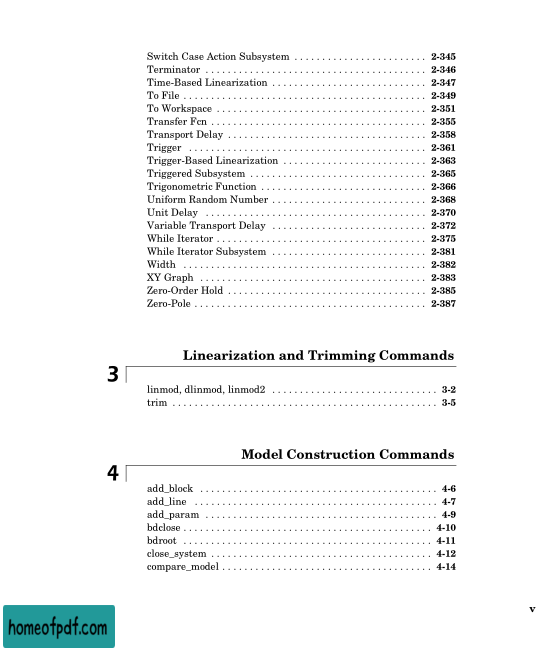 Switch Case Action Subsystem . . . . . . . . . . . . . . . . . . . . . . . . 2-345
Terminator . . . . . . . . . . . . . . . . . . . . . . . . . . . . . . . . . . . . . . . . 2-346
Time-Based Linearization . . . . . . . . . . . . . . . . . . . . . . . . . . . . 2-347
To File . . . . . . . . . . . . . . . . . . . . . . . . . . . . . . . . . . . . . . . . . . . . 2-349
To Workspace . . . . . . . . . . . . . . . . . . . . . . . . . . . . . . . . . . . . . . 2-351
Transfer Fcn . . . . . . . . . . . . . . . . . . . . . . . . . . . . . . . . . . . . . . . 2-355
Transport Delay . . . . . . . . . . . . . . . . . . . . . . . . . . . . . . . . . . . . 2-358
Trigger . . . . . . . . . . . . . . . . . . . . . . . . . . . . . . . . . . . . . . . . . . . 2-361
Trigger-Based Linearization . . . . . . . . . . . . . . . . . . . . . . . . . . 2-363
Triggered Subsystem . . . . . . . . . . . . . . . . . . . . . . . . . . . . . . . . 2-365
Trigonometric Function . . . . . . . . . . . . . . . . . . . . . . . . . . . . . . 2-366
Uniform Random Number . . . . . . . . . . . . . . . . . . . . . . . . . . . . 2-368
Unit Delay . . . . . . . . . . . . . . . . . . . . . . . . . . . . . . . . . . . . . . . . 2-370
Variable Transport Delay . . . . . . . . . . . . . . . . . . . . . . . . . . . . 2-372
While Iterator . . . . . . . . . . . . . . . . . . . . . . . . . . . . . . . . . . . . . . 2-375
While Iterator Subsystem . . . . . . . . . . . . . . . . . . . . . . . . . . . . 2-381
Width . . . . . . . . . . . . . . . . . . . . . . . . . . . . . . . . . . . . . . . . . . . . 2-382
XY Graph . . . . . . . . . . . . . . . . . . . . . . . . . . . . . . . . . . . . . . . . . 2-383
Zero-Order Hold . . . . . . . . . . . . . . . . . . . . . . . . . . . . . . . . . . . . 2-385
Zero-Pole . . . . . . . . . . . . . . . . . . . . . . . . . . . . . . . . . . . . . . . . . . 2-387
Linearization and Trimming Commands
3
linmod, dlinmod, linmod2 . . . . . . . . . . . . . . . . . . . . . . . . . . . . . . 3-2
trim . . . . . . . . . . . . . . . . . . . . . . . . . . . . . . . . . . . . . . . . . . . . . . . . 3-5
Model Construction Commands
4
add_block . . . . . . . . . . . . . . . . . . . . . . . . . . . . . . . . . . . . . . . . . . . 4-6
add_line . . . . . . . . . . . . . . . . . . . . . . . . . . . . . . . . . . . . . . . . . . . . 4-7
add_param . . . . . . . . . . . . . . . . . . . . . . . . . . . . . . . . . . . . . . . . . . 4-9
bdclose . . . . . . . . . . . . . . . . . . . . . . . . . . . . . . . . . . . . . . . . . . . . . 4-10
bdroot . . . . . . . . . . . . . . . . . . . . . . . . . . . . . . . . . . . . . . . . . . . . . 4-11
close_system . . . . . . . . . . . . . . . . . . . . . . . . . . . . . . . . . . . . . . . . 4-12
compare_model . . . . . . . . . . . . . . . . . . . . . . . . . . . . . . . . . . . . . . 4-14
v
homeofpdf.com